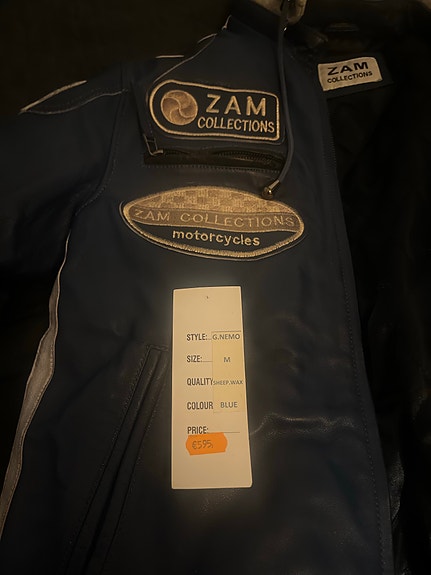 ZAM
COLLECTIONS
ZAM
COLLECTIONS
ZAM COLLECTIONS
motorcycles
STYLE: G.NEMO
SIZE: M
QUALITY SHEEP.WAX
COLOUR BLUE
PRICE:
€595,